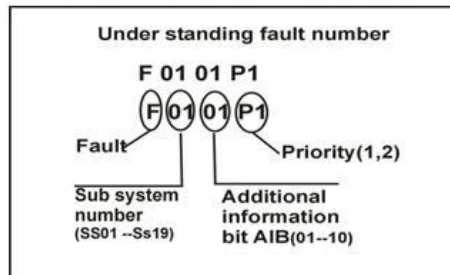 Under standing fault number
F 01 01 P1
F 01 01 P1
Fault
Priority(1,2)
Sub system
number
(SS01 --Ss19)
Additional
information
bit AIB(01--10)